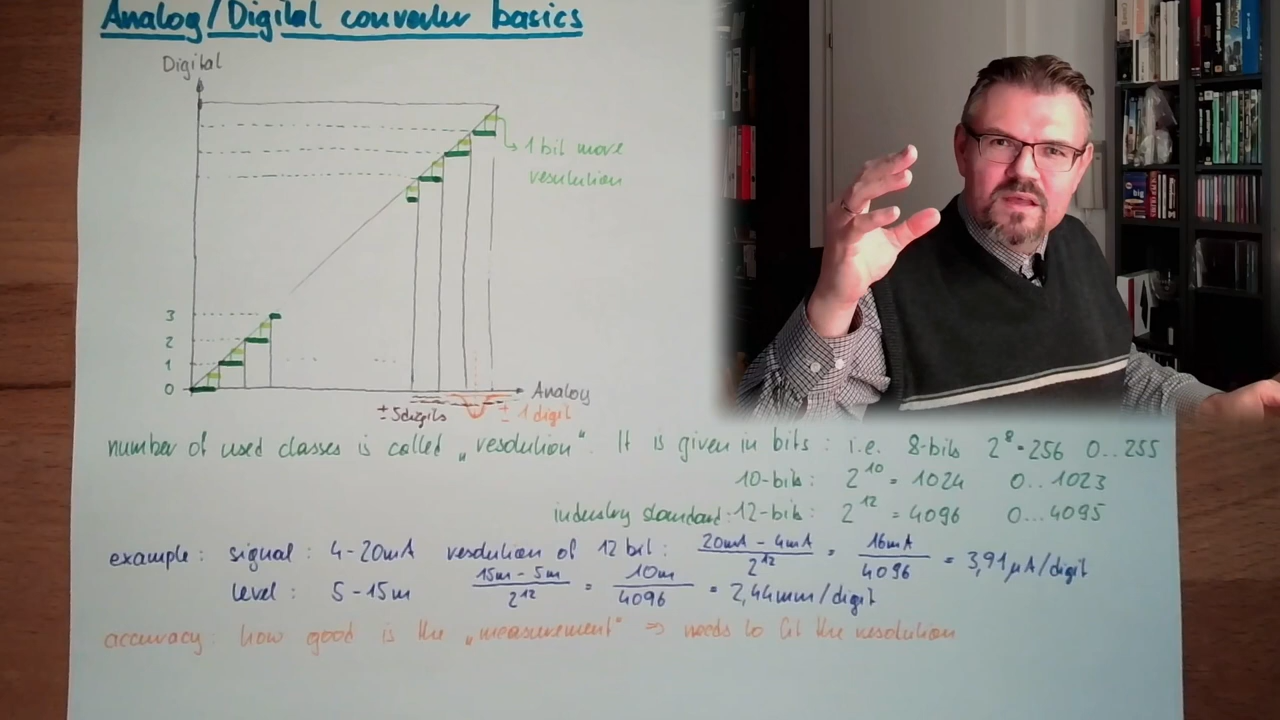 Analog/Digital converter basics
Digital
1 bit more
resolution
3
2
1
0
Analog
± 5 digits
± 1 digit
number of used classes is called „resolution". It is given in bits : i.e. 8-bits 2⁸ = 256 0..255
10-bits : 2¹⁰ = 1024 0..1023
industry standard: 12-bits : 2¹² = 4096 0...4095
example : signal : 4-20mA resolution of 12 bit : (20mA - 4mA)/2¹² = 16mA/4096 = 3,91µA/digit
level : 5-15m (15m - 5m)/2¹² = 10m/4096 = 2,44mm/digit
accuracy : how good is the „measurement" => needs to fit the resolution
big